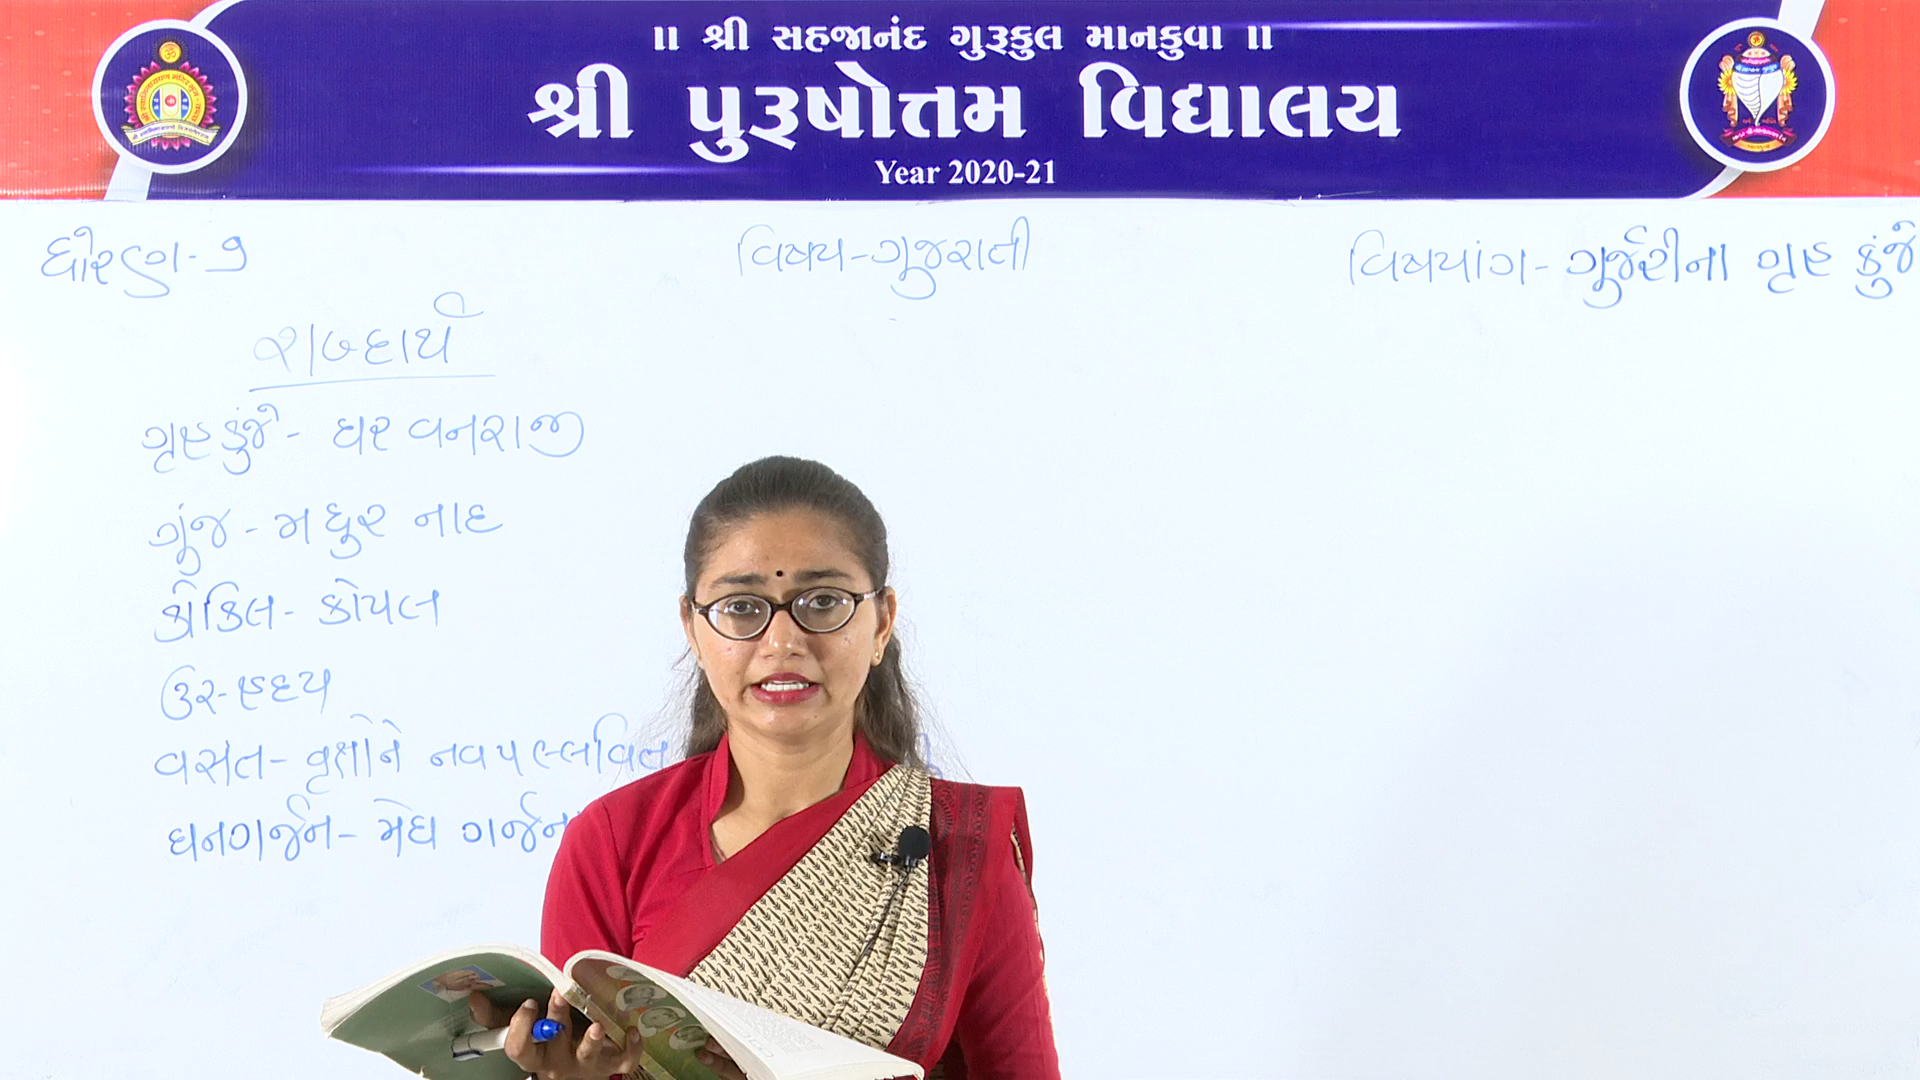 ॥ શ્રી સહજાનંદ ગુરૂકુલ માનકુવા ॥
શ્રી પુરૂષોત્તમ વિદ્યાલય
Year 2020-21
ધોરણ-૭ વિષય-ગુજરાતી વિષયાંગ-ગુર્જરીના ગૃહ કુંજે
શબ્દાર્થ
ગૃહકુંજે - ઘર વનરાજી
ગુંજ - મધુર નાદ
કોકિલ - કોયલ
ઉર - હૃદય
વસંત - વૃક્ષોને નવપલ્લવિત
ઘનગર્જન - મેઘ ગર્જના